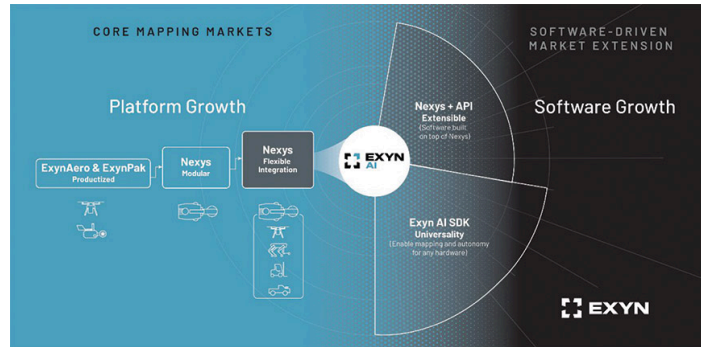 CORE MAPPING MARKETS
SOFTWARE-DRIVEN
MARKET EXTENSION
Platform Growth
Software Growth
ExynAero & ExynPak
Productized
Nexys
Modular
Nexys
Flexible
Integration
EXYN
AI
Nexys + API
Extensible
(Software built
on top of Nexys)
Exyn AI SDK
Universality
(Enable mapping and autonomy
for any hardware)
EXYN